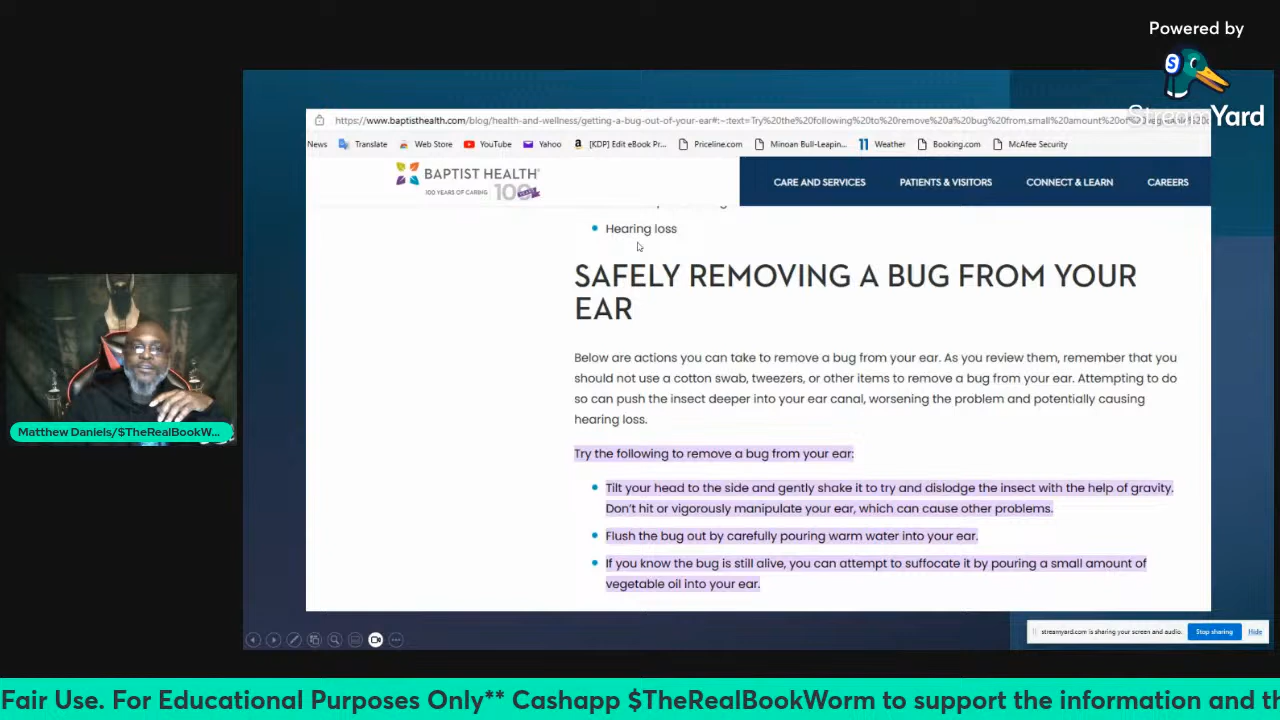 Powered by
StreamYard
https://www.baptisthealth.com/blog/health-and-wellness/getting-a-bug-out-of-your-ear#:~:text=Try%20the%20following%20to%20remove%20a%20bug%20from,small%20amount%20of
News Translate Web Store YouTube Yahoo [KDP] Edit eBook Pr... Priceline.com Minoan Bull-Leapin... Weather Booking.com McAfee Security
BAPTIST HEALTH
100 YEARS OF CARING 100 YEARS
CARE AND SERVICES PATIENTS & VISITORS CONNECT & LEARN CAREERS
Hearing loss
SAFELY REMOVING A BUG FROM YOUR
EAR
Below are actions you can take to remove a bug from your ear. As you review them, remember that you
should not use a cotton swab, tweezers, or other items to remove a bug from your ear. Attempting to do
so can push the insect deeper into your ear canal, worsening the problem and potentially causing
hearing loss.
Try the following to remove a bug from your ear:
Tilt your head to the side and gently shake it to try and dislodge the insect with the help of gravity.
Don't hit or vigorously manipulate your ear, which can cause other problems.
Flush the bug out by carefully pouring warm water into your ear.
If you know the bug is still alive, you can attempt to suffocate it by pouring a small amount of
vegetable oil into your ear.
Matthew Daniels/$TheRealBookW...
streamyard.com is sharing your screen and audio. Stop sharing Hide
Fair Use. For Educational Purposes Only** Cashapp $TheRealBookWorm to support the information and th